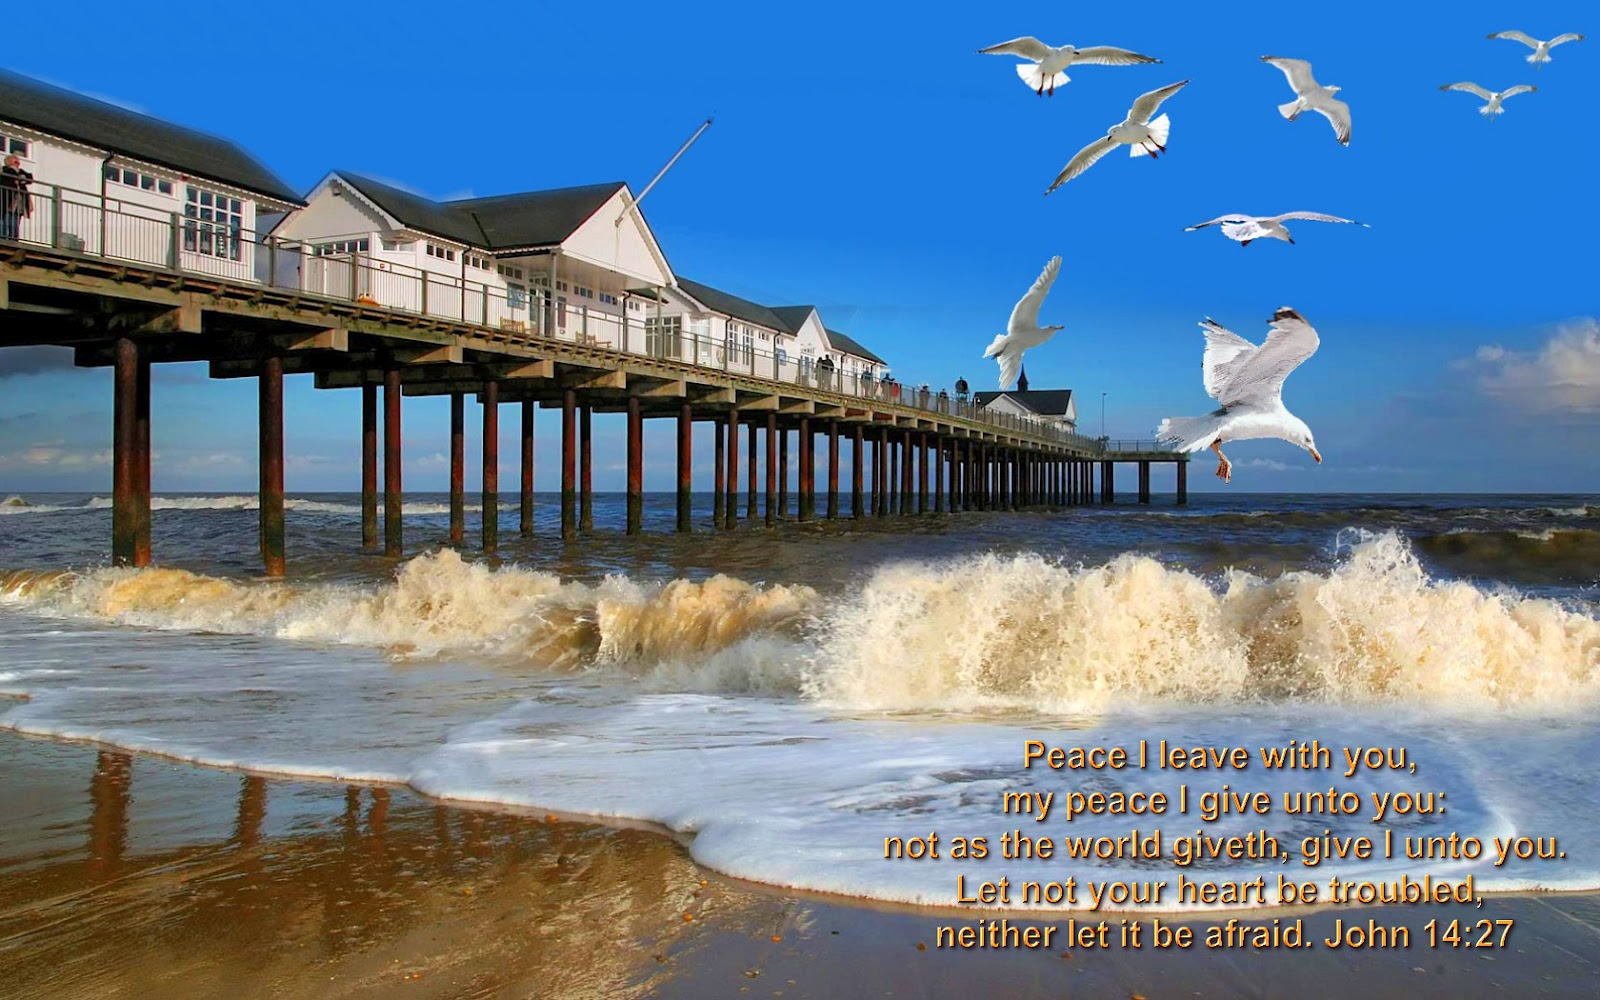 Peace I leave with you,
my peace I give unto you:
not as the world giveth, give I unto you.
Let not your heart be troubled,
neither let it be afraid. John 14:27